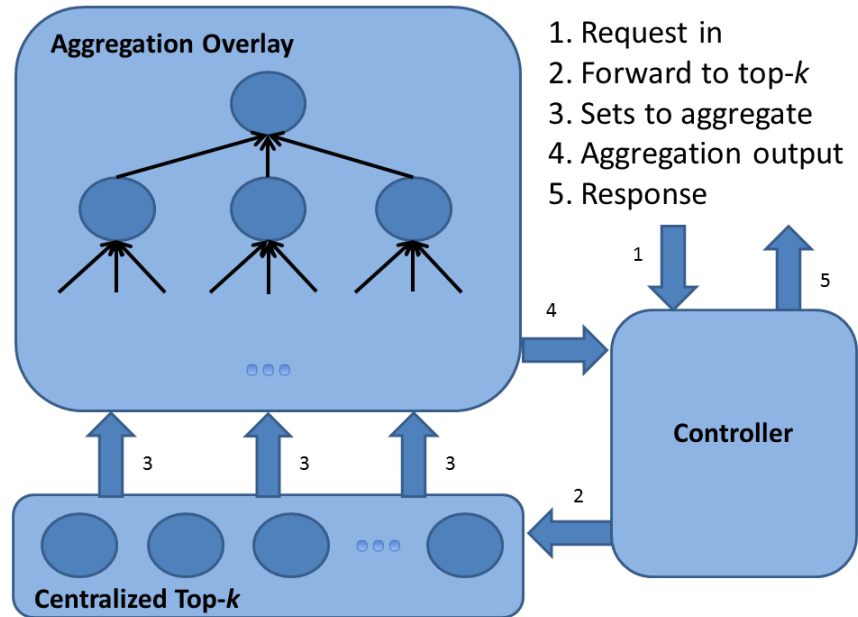 Aggregation Overlay
1. Request in
2. Forward to top-k
3. Sets to aggregate
4. Aggregation output
5. Response
1
5
4
Controller
3
3
3
2
Centralized Top-k